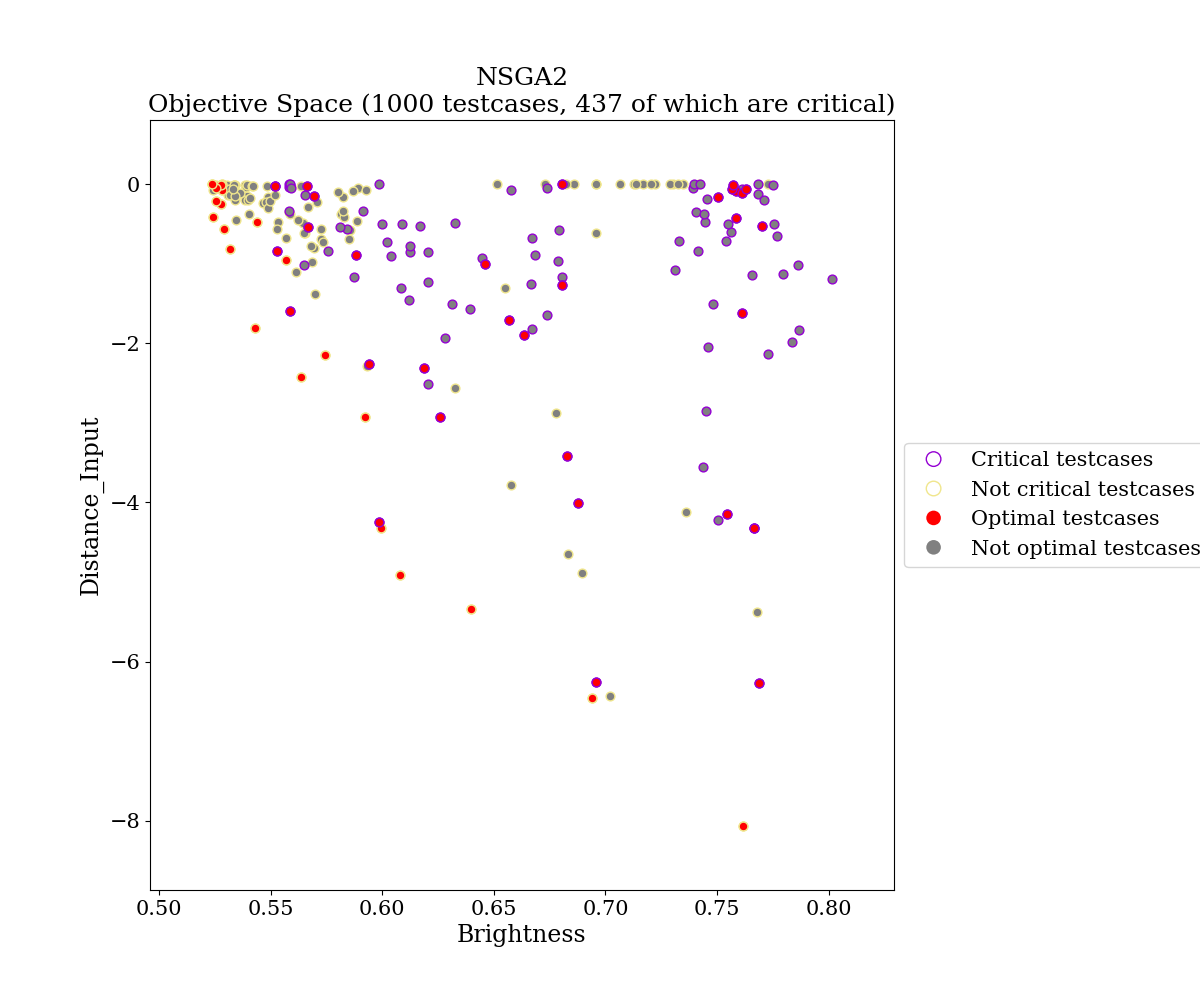 NSGA2
Objective Space (1000 testcases, 437 of which are critical)
0
−2
−4
−6
−8
Distance_Input
0.50 0.55 0.60 0.65 0.70 0.75 0.80
Brightness
Critical testcases
Not critical testcases
Optimal testcases
Not optimal testcases